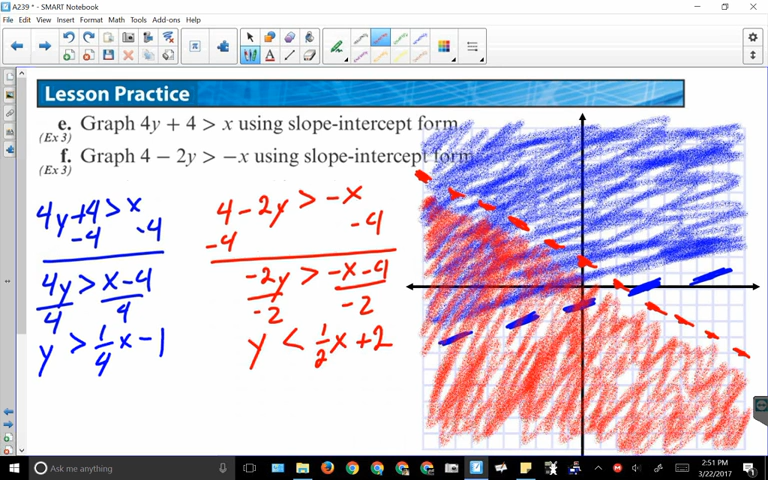 A239 * - SMART Notebook
File Edit View Insert Format Math Tools Add-ons Help
Lesson Practice
e. Graph 4y + 4 > x using slope-intercept form.
(Ex 3)
f. Graph 4 − 2y > −x using slope-intercept form.
(Ex 3)
4y+4>x
-4 -4
4y > x-4
4 4
y > 1/4 x - 1
4 - 2y > -x
-4 -4
-2y > -x-4
-2 -2
y < 1/2 x + 2
Ask me anything
2:51 PM
3/22/2017